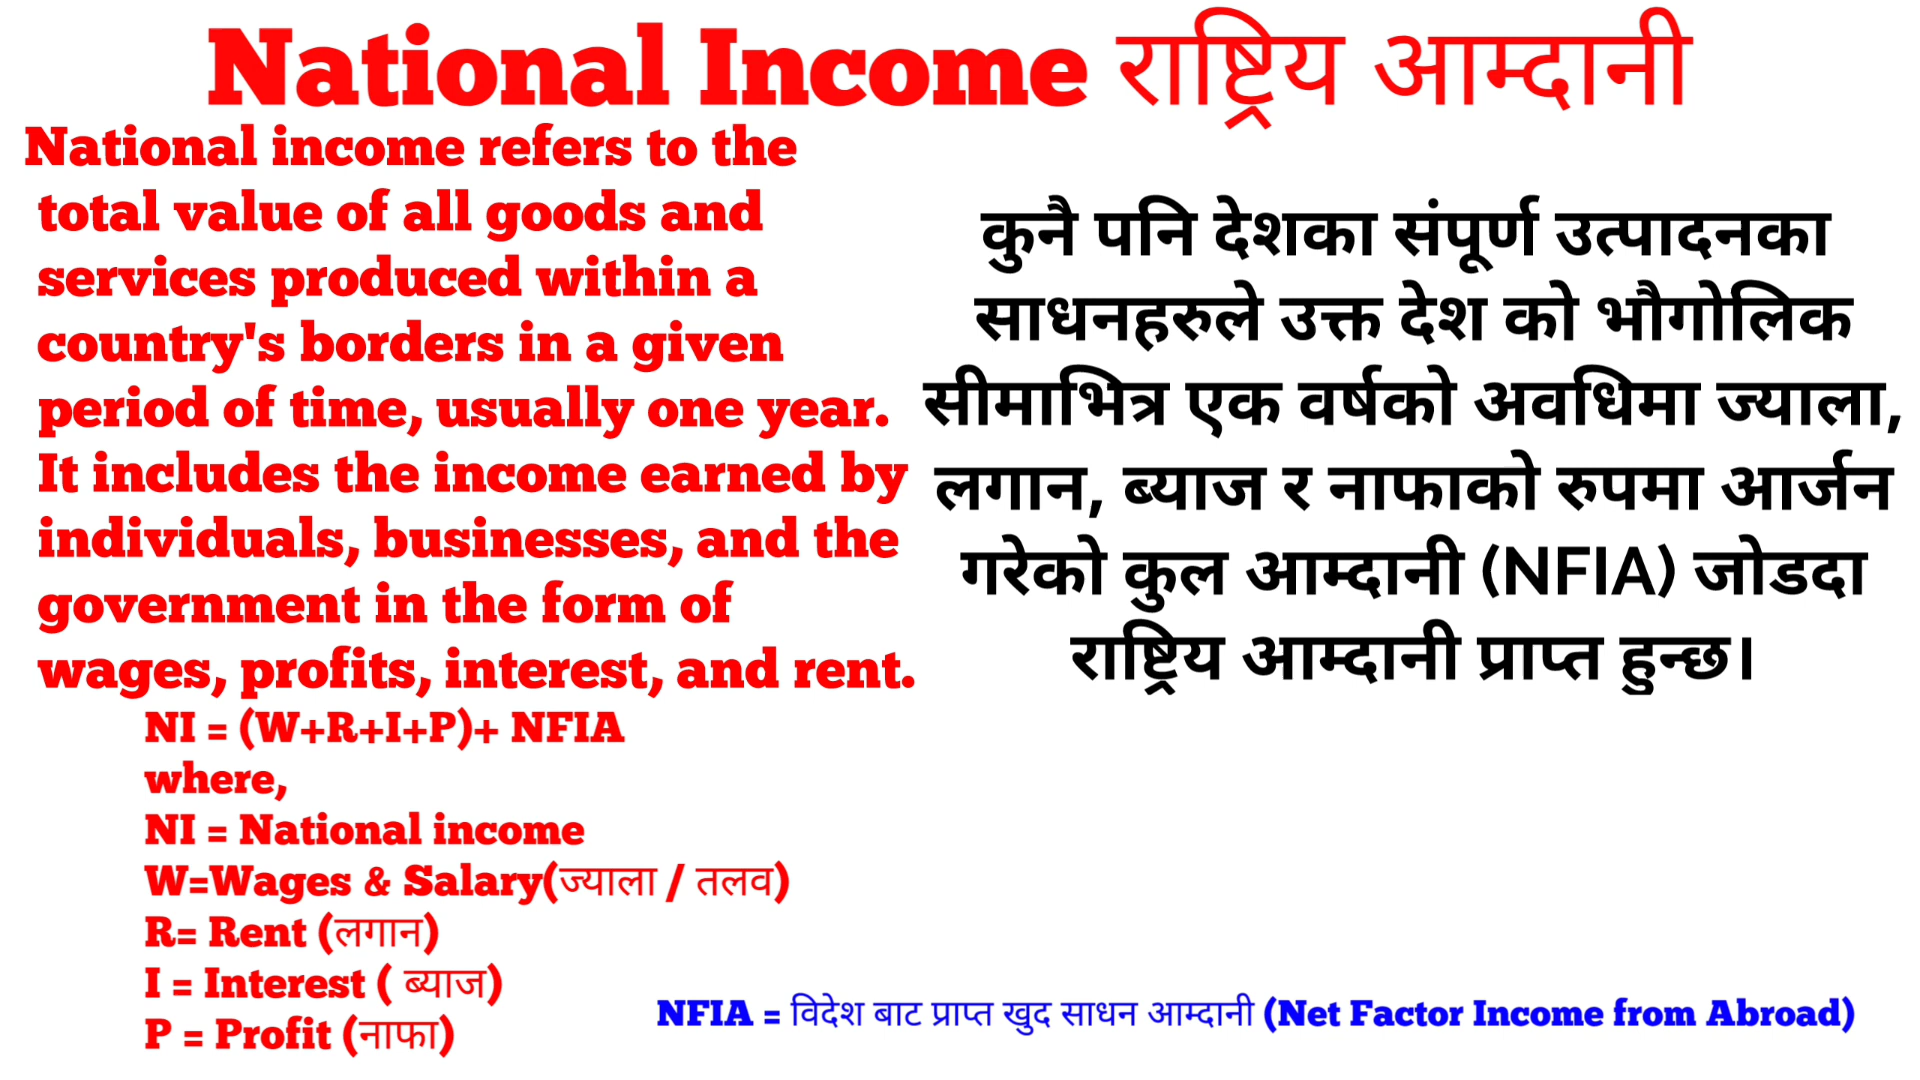 National Income राष्ट्रिय आम्दानी
National income refers to the
total value of all goods and
services produced within a
country's borders in a given
period of time, usually one year.
It includes the income earned by
individuals, businesses, and the
government in the form of
wages, profits, interest, and rent.
NI = (W+R+I+P)+ NFIA
where,
NI = National income
W=Wages & Salary(ज्याला / तलव)
R= Rent (लगान)
I = Interest ( ब्याज)
P = Profit (नाफा)
कुनै पनि देशका संपूर्ण उत्पादनका
साधनहरुले उक्त देश को भौगोलिक
सीमाभित्र एक वर्षको अवधिमा ज्याला,
लगान, ब्याज र नाफाको रुपमा आर्जन
गरेको कुल आम्दानी (NFIA) जोडदा
राष्ट्रिय आम्दानी प्राप्त हुन्छ।
NFIA = विदेश बाट प्राप्त खुद साधन आम्दानी (Net Factor Income from Abroad)